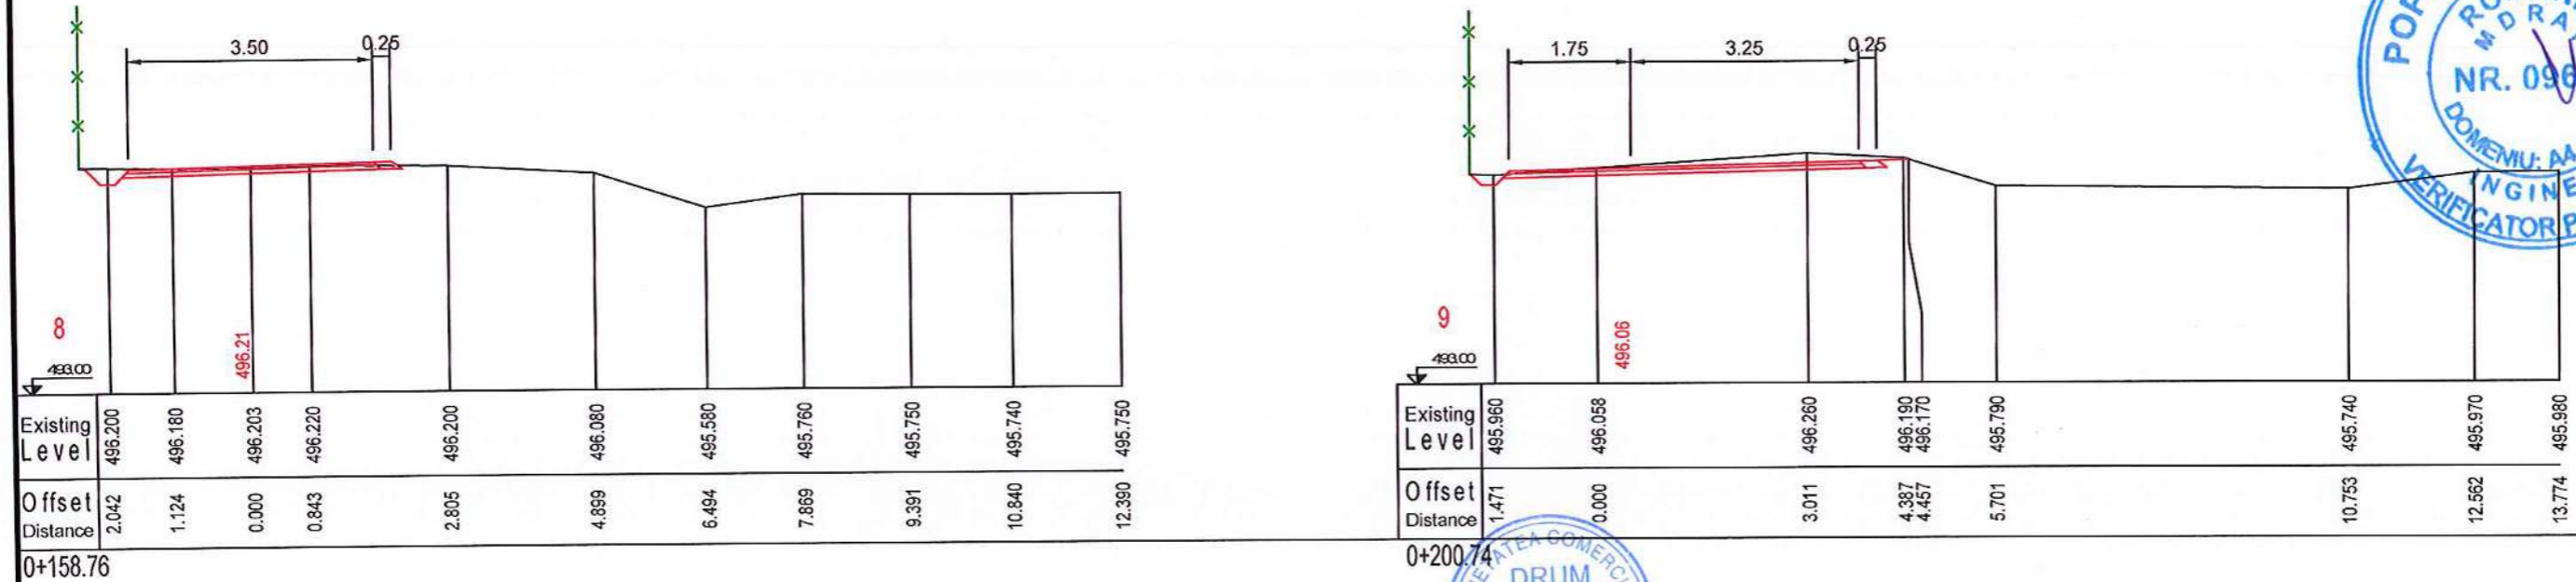 3.50 0.25
8
496.21
493.00
Existing Level 496.200 496.180 496.203 496.220 496.200 496.080 495.580 495.760 495.750 495.740 495.750
Offset Distance 2.042 1.124 0.000 0.843 2.805 4.899 6.494 7.869 9.391 10.840 12.390
0+158.76
1.75 3.25 0.25
9
496.06
493.00
Existing Level 495.960 496.058 496.260 496.190 496.170 495.790 495.740 495.970 495.980
Offset Distance 1.471 0.000 3.011 4.387 4.457 5.701 10.753 12.562 13.774
0+200.74
NR. 096
DOMENIU: AA
INGINE
VERIFICATOR P
DRUM